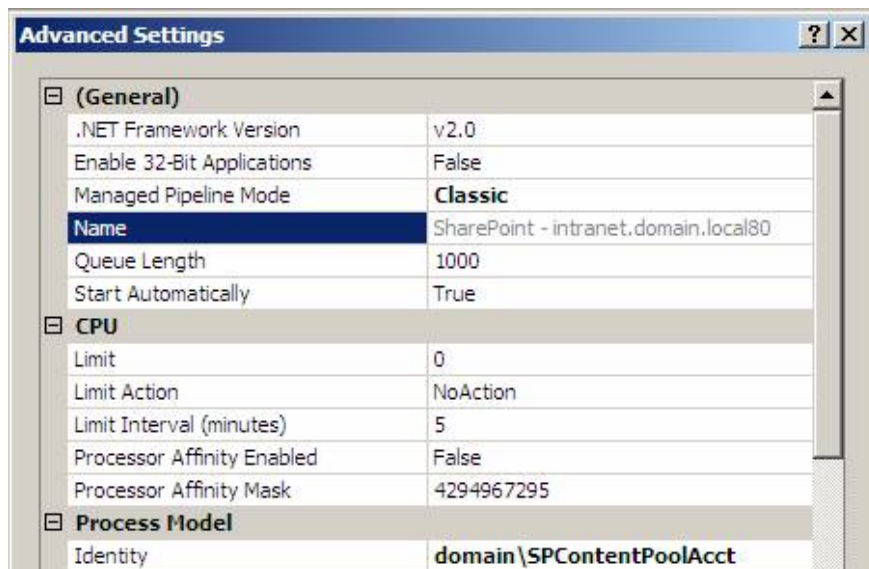 Advanced Settings
(General)
.NET Framework Version v2.0
Enable 32-Bit Applications False
Managed Pipeline Mode Classic
Name SharePoint - intranet.domain.local80
Queue Length 1000
Start Automatically True
CPU
Limit 0
Limit Action NoAction
Limit Interval (minutes) 5
Processor Affinity Enabled False
Processor Affinity Mask 4294967295
Process Model
Identity domain\SPContentPoolAcct